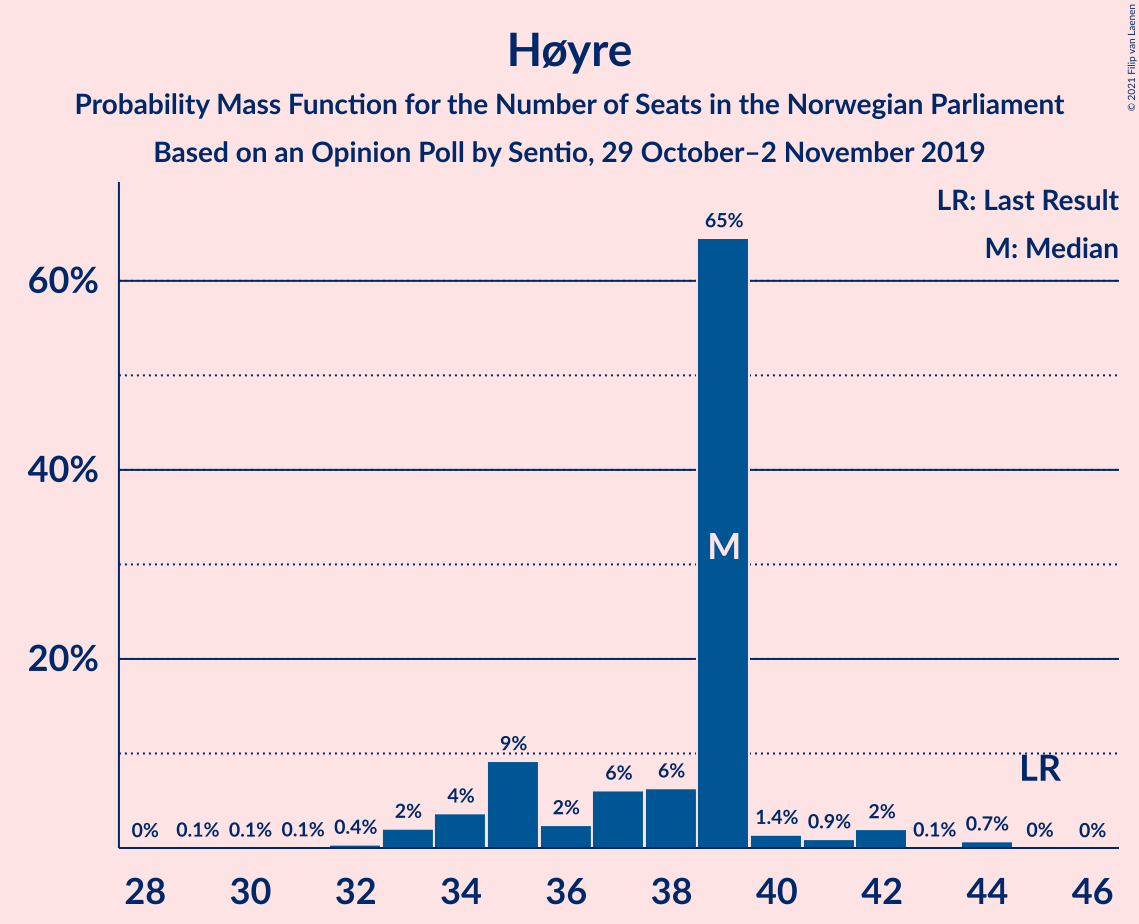 Høyre
Probability Mass Function for the Number of Seats in the Norwegian Parliament
Based on an Opinion Poll by Sentio, 29 October–2 November 2019
© 2021 Filip van Laenen
LR: Last Result
M: Median
65%
60%
40%
M
20%
9%
LR
6%
6%
4%
2%
2%
0%
0.1%
0.1%
0.1%
0.4%
1.4%
0.9%
2%
0.1%
0.7%
0%
0%
28 30 32 34 36 38 40 42 44 46